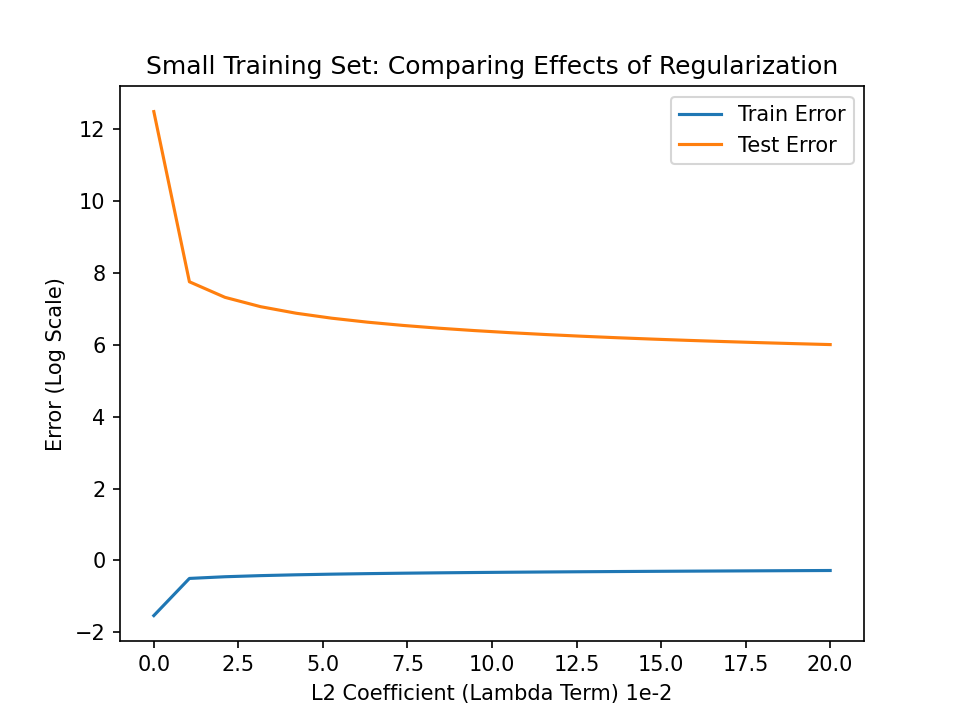 Small Training Set: Comparing Effects of Regularization
Train Error
Test Error
Error (Log Scale)
12
10
8
6
4
2
0
−2
0.0 2.5 5.0 7.5 10.0 12.5 15.0 17.5 20.0
L2 Coefficient (Lambda Term) 1e-2